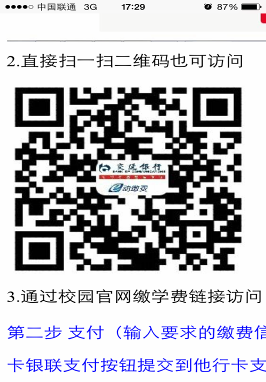 中国联通 3G 17:29 87%
2.直接扫一扫二维码也可访问
交通银行
BANK OF COMMUNICATIONS
3.通过校园官网缴学费链接访问
第二步 支付（输入要求的缴费信
卡银联支付按钮提交到他行卡支